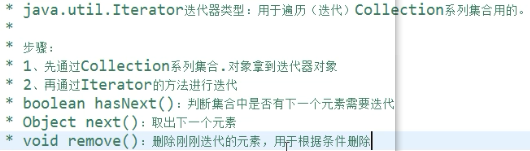 * java.util.Iterator迭代器类型：用于遍历（迭代）Collection系列集合用的。
*
* 步骤：
* 1、先通过Collection系列集合.对象拿到迭代器对象
* 2、再通过Iterator的方法进行迭代
* boolean hasNext()：判断集合中是否有下一个元素需要迭代
* Object next()：取出下一个元素
* void remove()：删除刚刚迭代的元素，用于根据条件删除